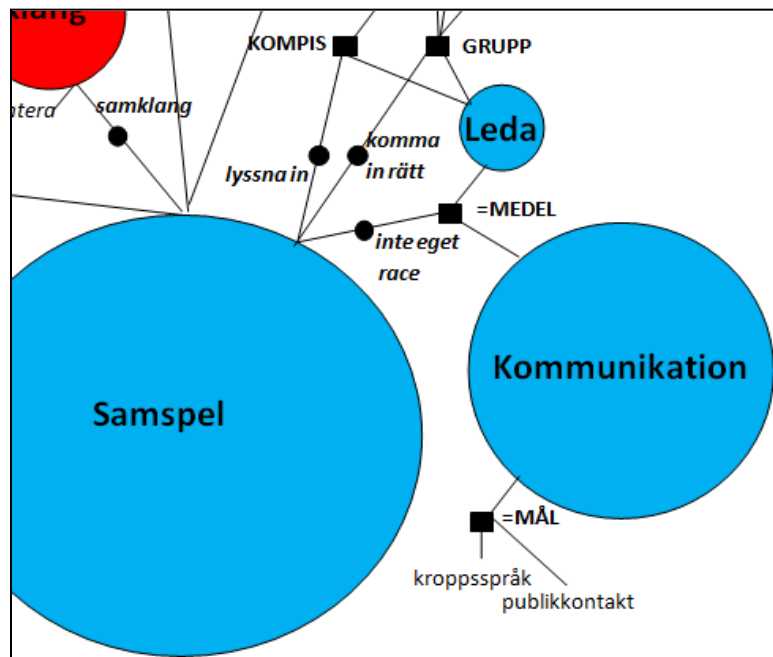 KOMPIS
GRUPP
samklang
Leda
komma
in rätt
lyssna in
=MEDEL
inte eget
race
Kommunikation
Samspel
=MÅL
kroppsspråk
publikkontakt